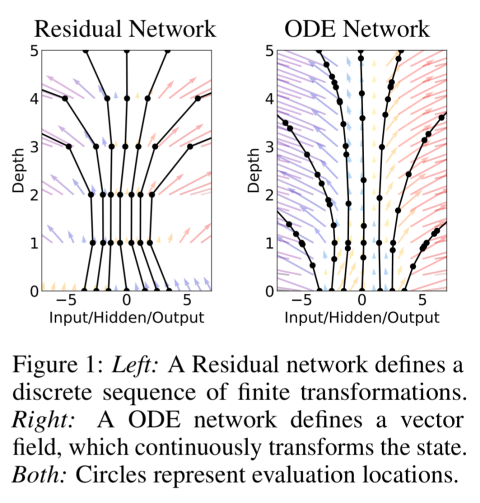 Residual Network
ODE Network
5
4
3
2
1
0
Depth
−5
0
5
Input/Hidden/Output
5
4
3
2
1
0
Depth
−5
0
5
Input/Hidden/Output
Figure 1: Left: A Residual network defines a
discrete sequence of finite transformations.
Right: A ODE network defines a vector
field, which continuously transforms the state.
Both: Circles represent evaluation locations.